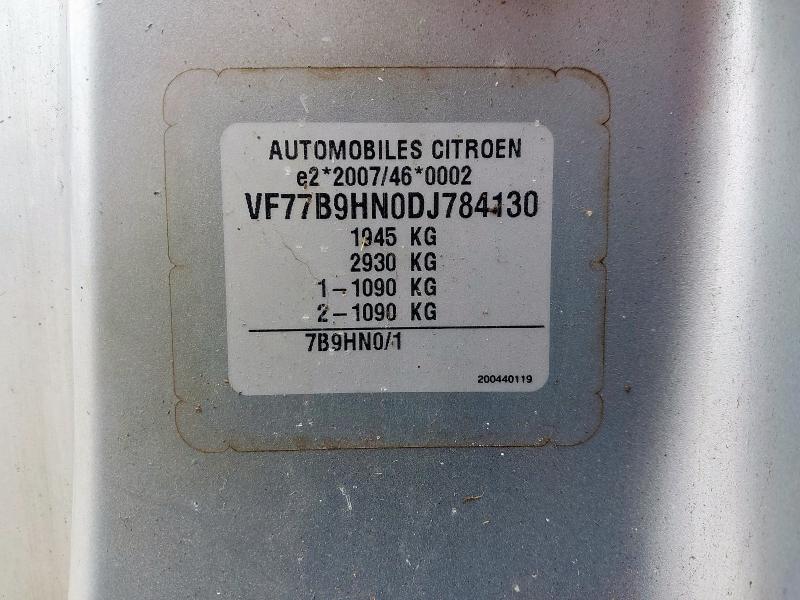 AUTOMOBILES CITROEN
e2*2007/46*0002
VF77B9HN0DJ784130
1945 KG
2930 KG
1-1090 KG
2-1090 KG
7B9HN0/1
200440119